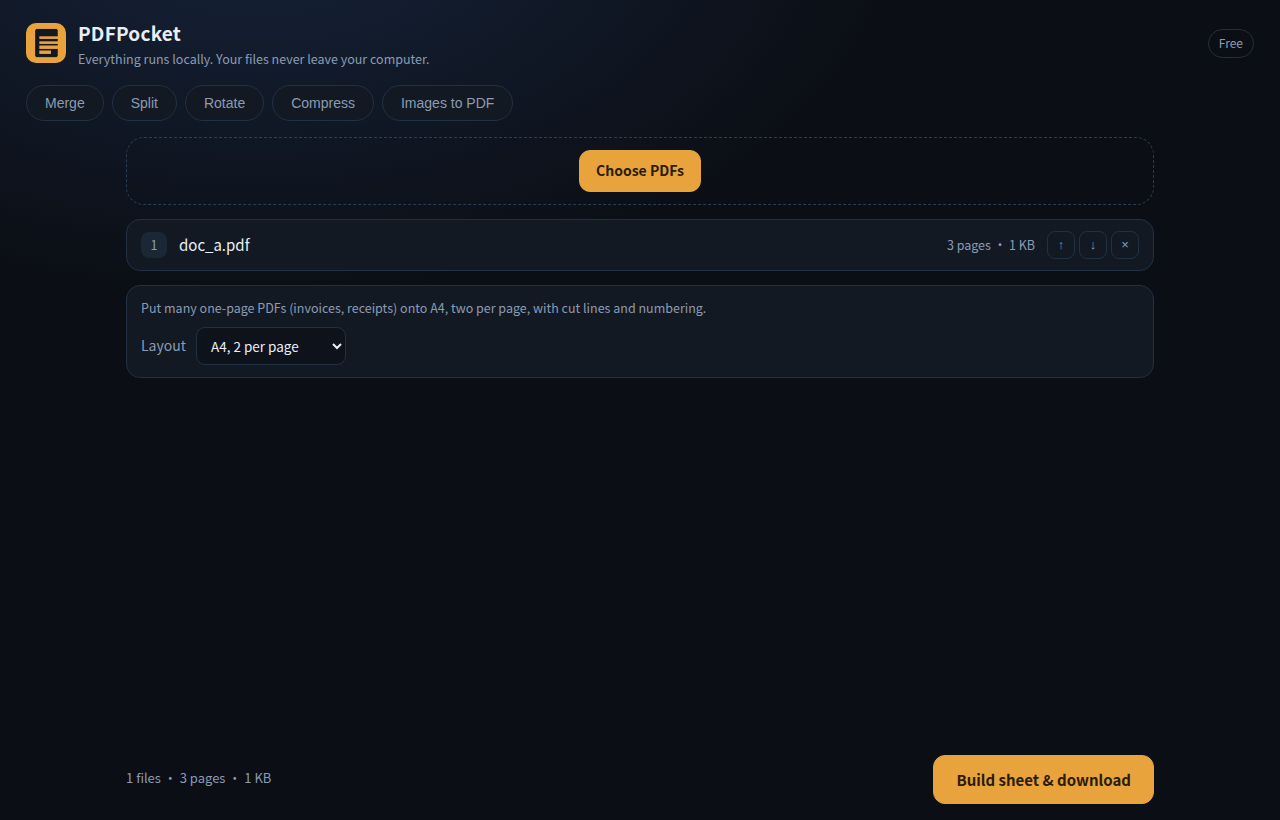 PDFPocket
Everything runs locally. Your files never leave your computer.
Free
Merge
Split
Rotate
Compress
Images to PDF
Choose PDFs
1 doc_a.pdf 3 pages • 1 KB ↑ ↓ ×
Put many one-page PDFs (invoices, receipts) onto A4, two per page, with cut lines and numbering.
Layout A4, 2 per page
1 files • 3 pages • 1 KB
Build sheet & download